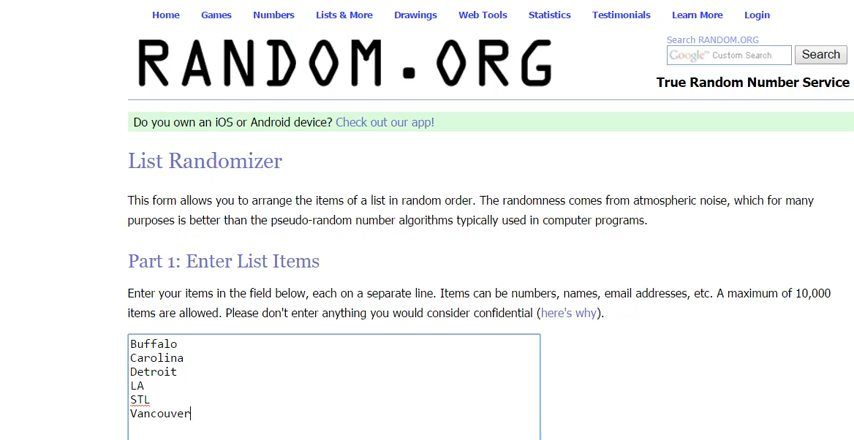 Home Games Numbers Lists & More Drawings Web Tools Statistics Testimonials Learn More Login
RANDOM.ORG
Search RANDOM.ORG
Google™ Custom Search Search
True Random Number Service
Do you own an iOS or Android device? Check out our app!
List Randomizer
This form allows you to arrange the items of a list in random order. The randomness comes from atmospheric noise, which for many
purposes is better than the pseudo-random number algorithms typically used in computer programs.
Part 1: Enter List Items
Enter your items in the field below, each on a separate line. Items can be numbers, names, email addresses, etc. A maximum of 10,000
items are allowed. Please don't enter anything you would consider confidential (here's why).
Buffalo
Carolina
Detroit
LA
STL
Vancouver